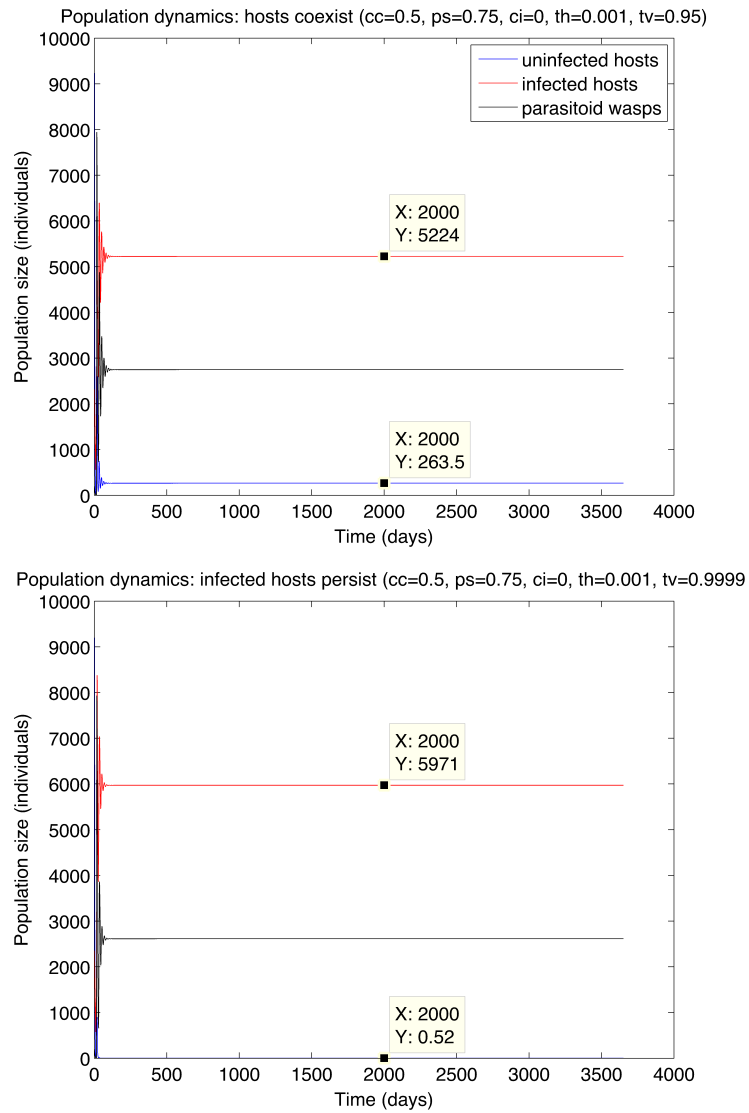 Population dynamics: hosts coexist (cc=0.5, ps=0.75, ci=0, th=0.001, tv=0.95)
10000
9000
8000
7000
6000
5000
4000
3000
2000
1000
0
Population size (individuals)
uninfected hosts
infected hosts
parasitoid wasps
X: 2000
Y: 5224
X: 2000
Y: 263.5
0 500 1000 1500 2000 2500 3000 3500 4000
Time (days)
Population dynamics: infected hosts persist (cc=0.5, ps=0.75, ci=0, th=0.001, tv=0.9999
10000
9000
8000
7000
6000
5000
4000
3000
2000
1000
0
Population size (individuals)
X: 2000
Y: 5971
X: 2000
Y: 0.52
0 500 1000 1500 2000 2500 3000 3500 4000
Time (days)